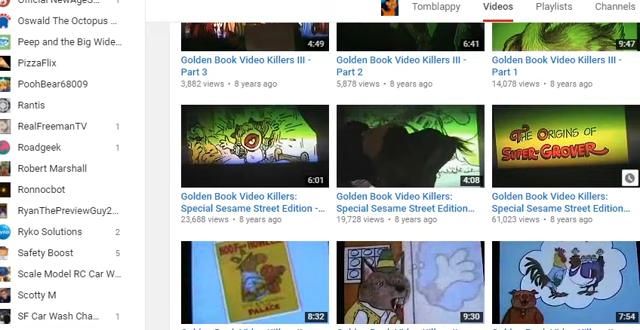 Tomblappy Videos Playlists Channels
Oswald The Octopus ...
Peep and the Big Wide...
PizzaFlix
PoohBear68009
Rantis
RealFreemanTV 1
Roadgeek 1
Robert Marshall
Ronnocbot
RyanThePreviewGuy2...
Ryko Solutions 2
Safety Boost 5
Scale Model RC Car W...
Scotty M
SF Car Wash Cha... 1
4:49
6:41
9:47
Golden Book Video Killers III -
Part 3
3,882 views • 8 years ago
Golden Book Video Killers III -
Part 2
5,878 views • 8 years ago
Golden Book Video Killers III -
Part 1
14,078 views • 8 years ago
6:01
4:08
THE ORIGINS OF
SUPER-GROVER
Golden Book Video Killers:
Special Sesame Street Edition -...
23,688 views • 8 years ago
Golden Book Video Killers:
Special Sesame Street Edition...
19,728 views • 8 years ago
Golden Book Video Killers:
Special Sesame Street Edition...
61,023 views • 8 years ago
PALACE
8:32
9:30
7:54